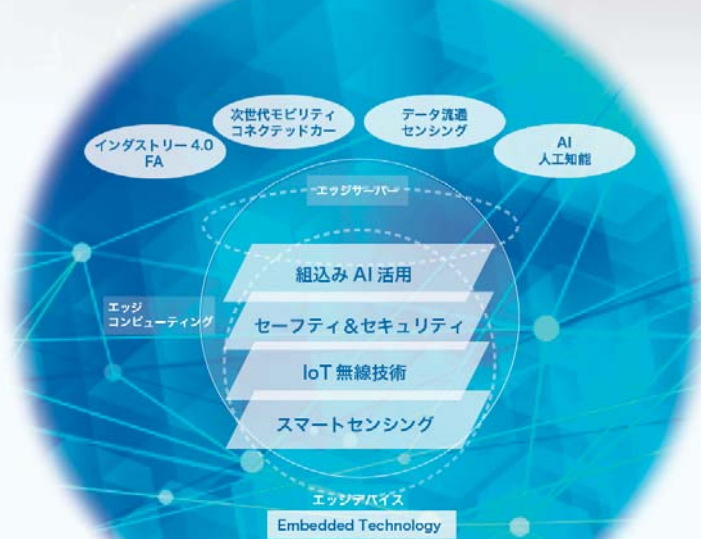 次世代モビリティ
コネクテッドカー
データ流通
センシング
インダストリー 4.0
FA
AI
人工知能
エッジサーバー
組込み AI 活用
エッジ
コンピューティング
セーフティ&セキュリティ
IoT 無線技術
スマートセンシング
エッジデバイス
Embedded Technology